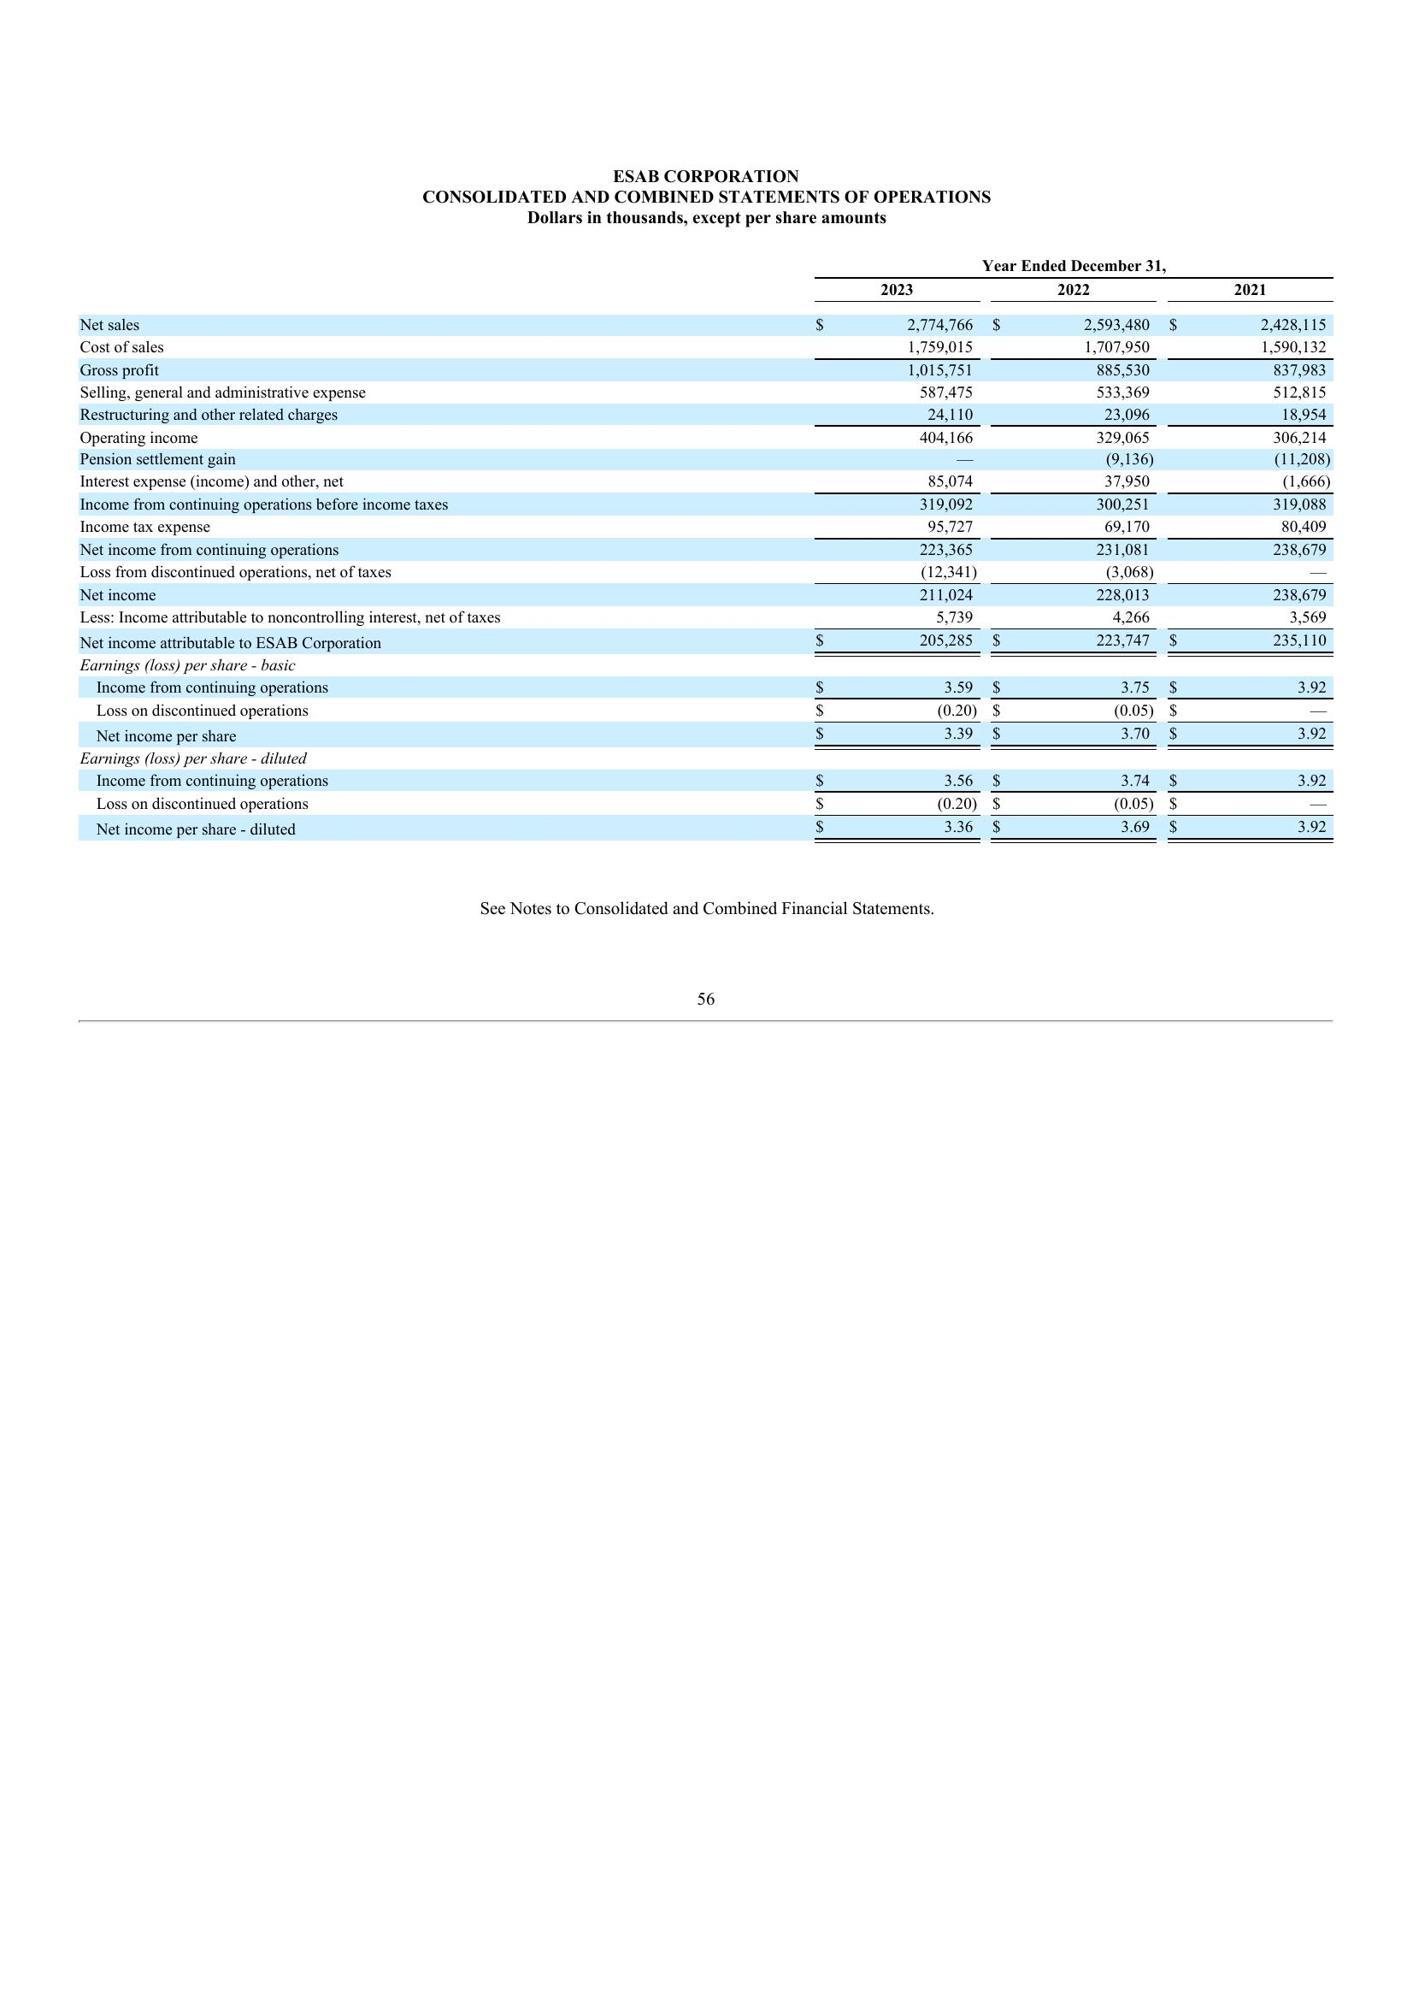 ESAB CORPORATION
CONSOLIDATED AND COMBINED STATEMENTS OF OPERATIONS
Dollars in thousands, except per share amounts
Year Ended December 31,
2023 2022 2021
Net sales $ 2,774,766 $ 2,593,480 $ 2,428,115
Cost of sales 1,759,015 1,707,950 1,590,132
Gross profit 1,015,751 885,530 837,983
Selling, general and administrative expense 587,475 533,369 512,815
Restructuring and other related charges 24,110 23,096 18,954
Operating income 404,166 329,065 306,214
Pension settlement gain — (9,136) (11,208)
Interest expense (income) and other, net 85,074 37,950 (1,666)
Income from continuing operations before income taxes 319,092 300,251 319,088
Income tax expense 95,727 69,170 80,409
Net income from continuing operations 223,365 231,081 238,679
Loss from discontinued operations, net of taxes (12,341) (3,068) —
Net income 211,024 228,013 238,679
Less: Income attributable to noncontrolling interest, net of taxes 5,739 4,266 3,569
Net income attributable to ESAB Corporation $ 205,285 $ 223,747 $ 235,110
Earnings (loss) per share - basic
Income from continuing operations $ 3.59 $ 3.75 $ 3.92
Loss on discontinued operations $ (0.20) $ (0.05) $ —
Net income per share $ 3.39 $ 3.70 $ 3.92
Earnings (loss) per share - diluted
Income from continuing operations $ 3.56 $ 3.74 $ 3.92
Loss on discontinued operations $ (0.20) $ (0.05) $ —
Net income per share - diluted $ 3.36 $ 3.69 $ 3.92
See Notes to Consolidated and Combined Financial Statements.
56